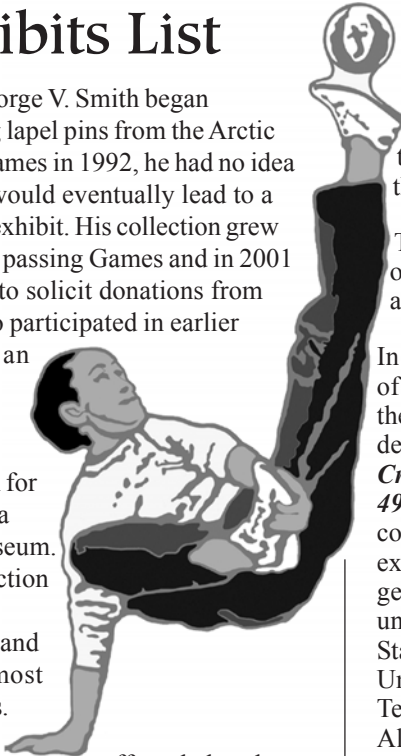 ibits List
orge V. Smith began
g lapel pins from the Arctic
ames in 1992, he had no idea
would eventually lead to a
exhibit. His collection grew
passing Games and in 2001
to solicit donations from
o participated in earlier
an
for
a
seum.
ction
and
most
s.
t
th
T
o
a
In
of
the
de
Cr
49
co
ex
ge
un
Sta
Un
Te
Al